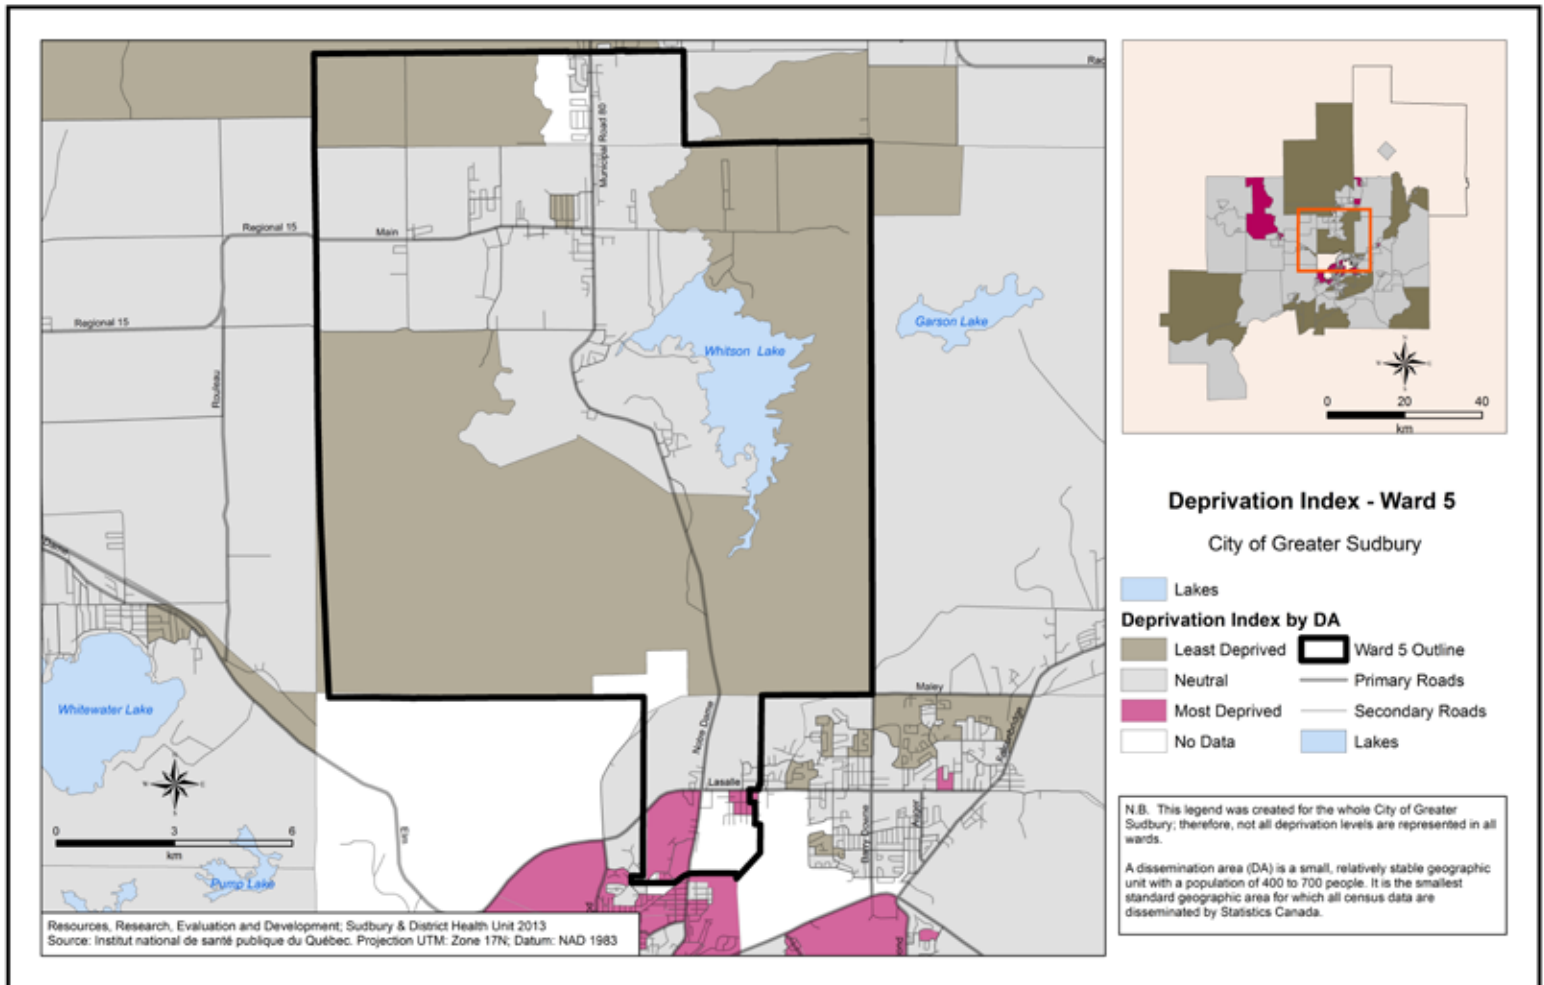 Rac
Municipal Road 80
Regional 15
Main
Regional 15
Garson Lake
Whitson Lake
Rouleau
Dame
Whitewater Lake
Maley
Notre Dame
Falconbridge
Lasalle
Barry Downe
Auger
Elm
0 3 6
km
Pump Lake
ond
Resources, Research, Evaluation and Development; Sudbury & District Health Unit 2013
Source: Institut national de santé publique du Québec. Projection UTM: Zone 17N; Datum: NAD 1983
0 20 40
km
Deprivation Index - Ward 5
City of Greater Sudbury
Lakes
Deprivation Index by DA
Least Deprived Ward 5 Outline
Neutral Primary Roads
Most Deprived Secondary Roads
No Data Lakes
N.B. This legend was created for the whole City of Greater
Sudbury; therefore, not all deprivation levels are represented in all
wards.
A dissemination area (DA) is a small, relatively stable geographic
unit with a population of 400 to 700 people. It is the smallest
standard geographic area for which all census data are
disseminated by Statistics Canada.